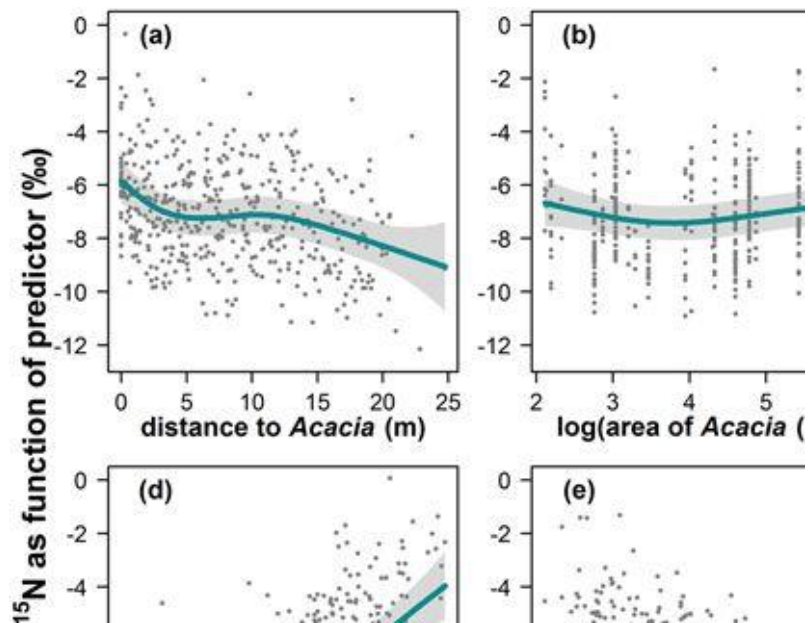 ¹⁵N as function of predictor (‰)
(a)
0
-2
-4
-6
-8
-10
-12
0 5 10 15 20 25
distance to Acacia (m)
(b)
0
-2
-4
-6
-8
-10
-12
2 3 4 5
log(area of Acacia (
(d)
0
-2
-4
(e)
0
-2
-4